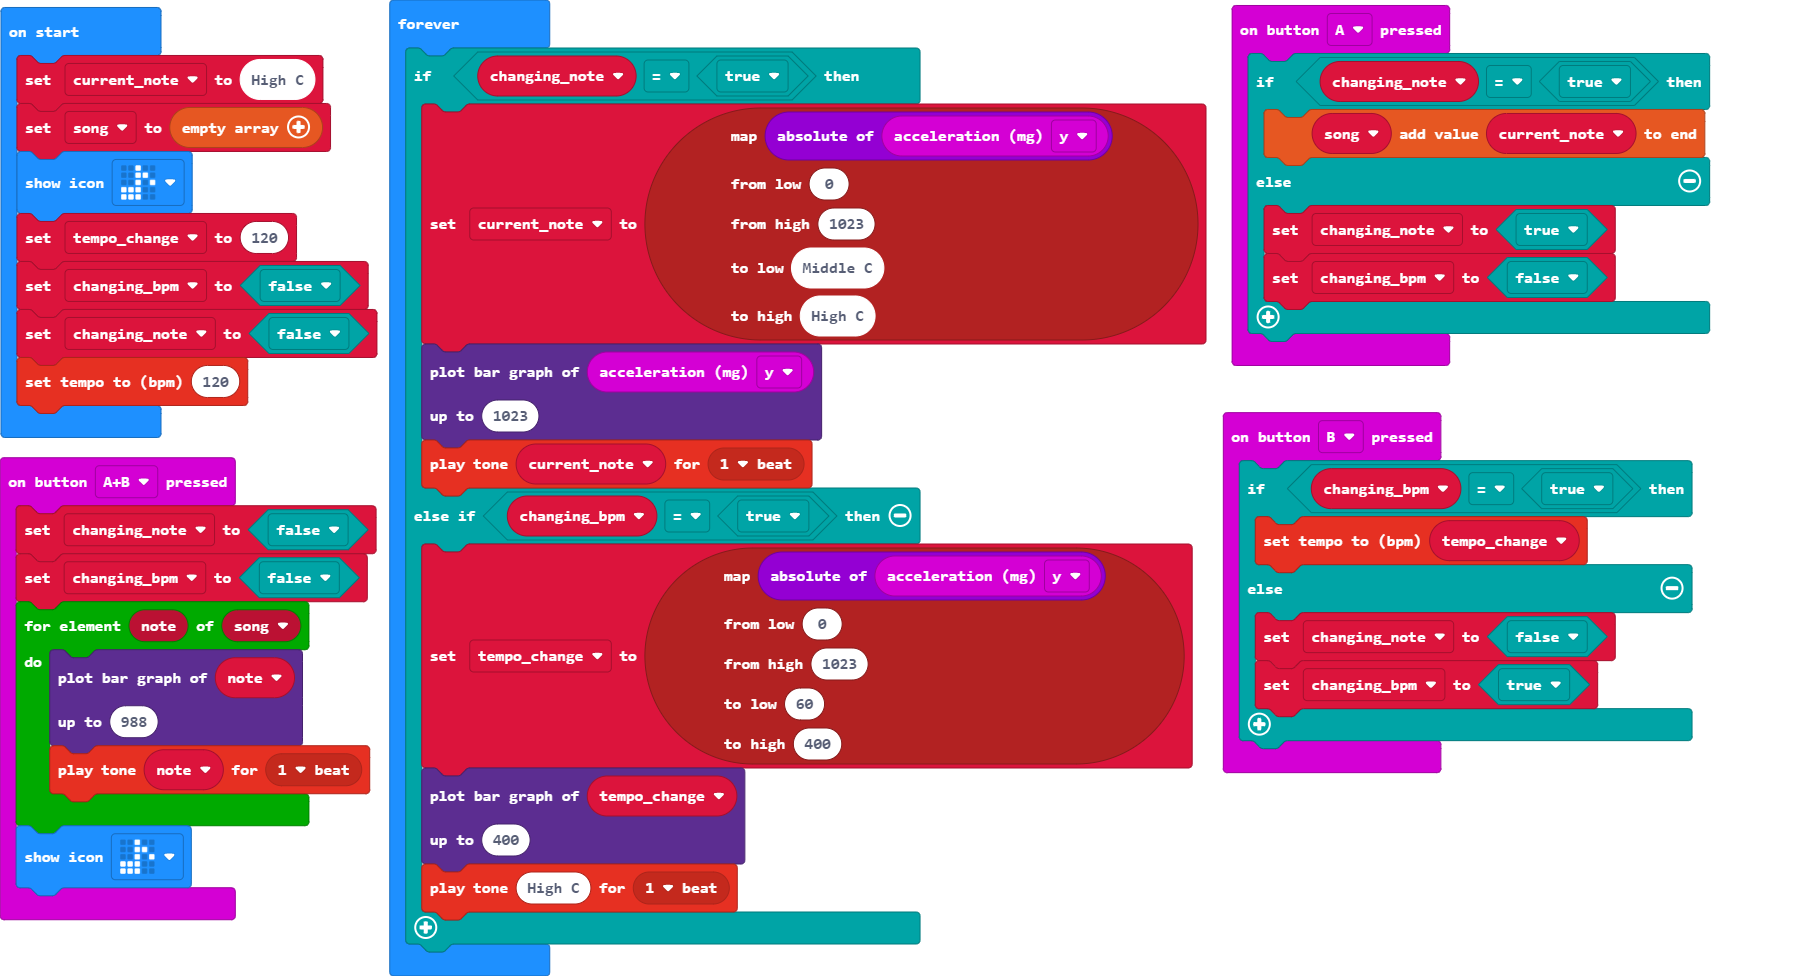 on start
set current_note to High C
set song to empty array
show icon
set tempo_change to 120
set changing_bpm to false
set changing_note to false
set tempo to (bpm) 120
on button A+B pressed
set changing_note to false
set changing_bpm to false
for element note of song
do
plot bar graph of note
up to 988
play tone note for 1 beat
show icon
forever
if changing_note = true then
set current_note to
map absolute of acceleration (mg) y
from low 0
from high 1023
to low Middle C
to high High C
plot bar graph of acceleration (mg) y
up to 1023
play tone current_note for 1 beat
else if changing_bpm = true then
set tempo_change to
map absolute of acceleration (mg) y
from low 0
from high 1023
to low 60
to high 400
plot bar graph of tempo_change
up to 400
play tone High C for 1 beat
on button A pressed
if changing_note = true then
song add value current_note to end
else
set changing_note to true
set changing_bpm to false
on button B pressed
if changing_bpm = true then
set tempo to (bpm) tempo_change
else
set changing_note to false
set changing_bpm to true